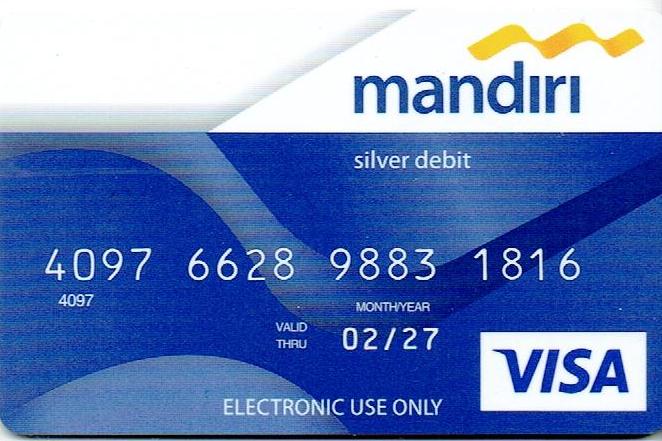 mandiri
silver debit
4097 6628 9883 1816
4097
MONTH/YEAR
VALID THRU 02/27
ELECTRONIC USE ONLY
VISA